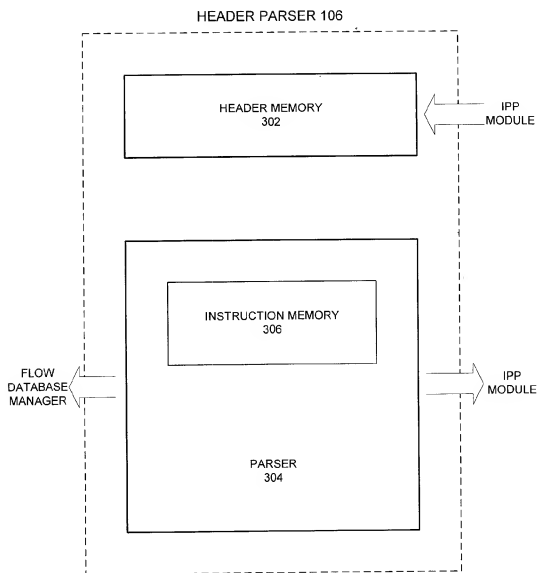 HEADER PARSER 106
HEADER MEMORY
302
IPP
MODULE
INSTRUCTION MEMORY
306
FLOW
DATABASE
MANAGER
IPP
MODULE
PARSER
304